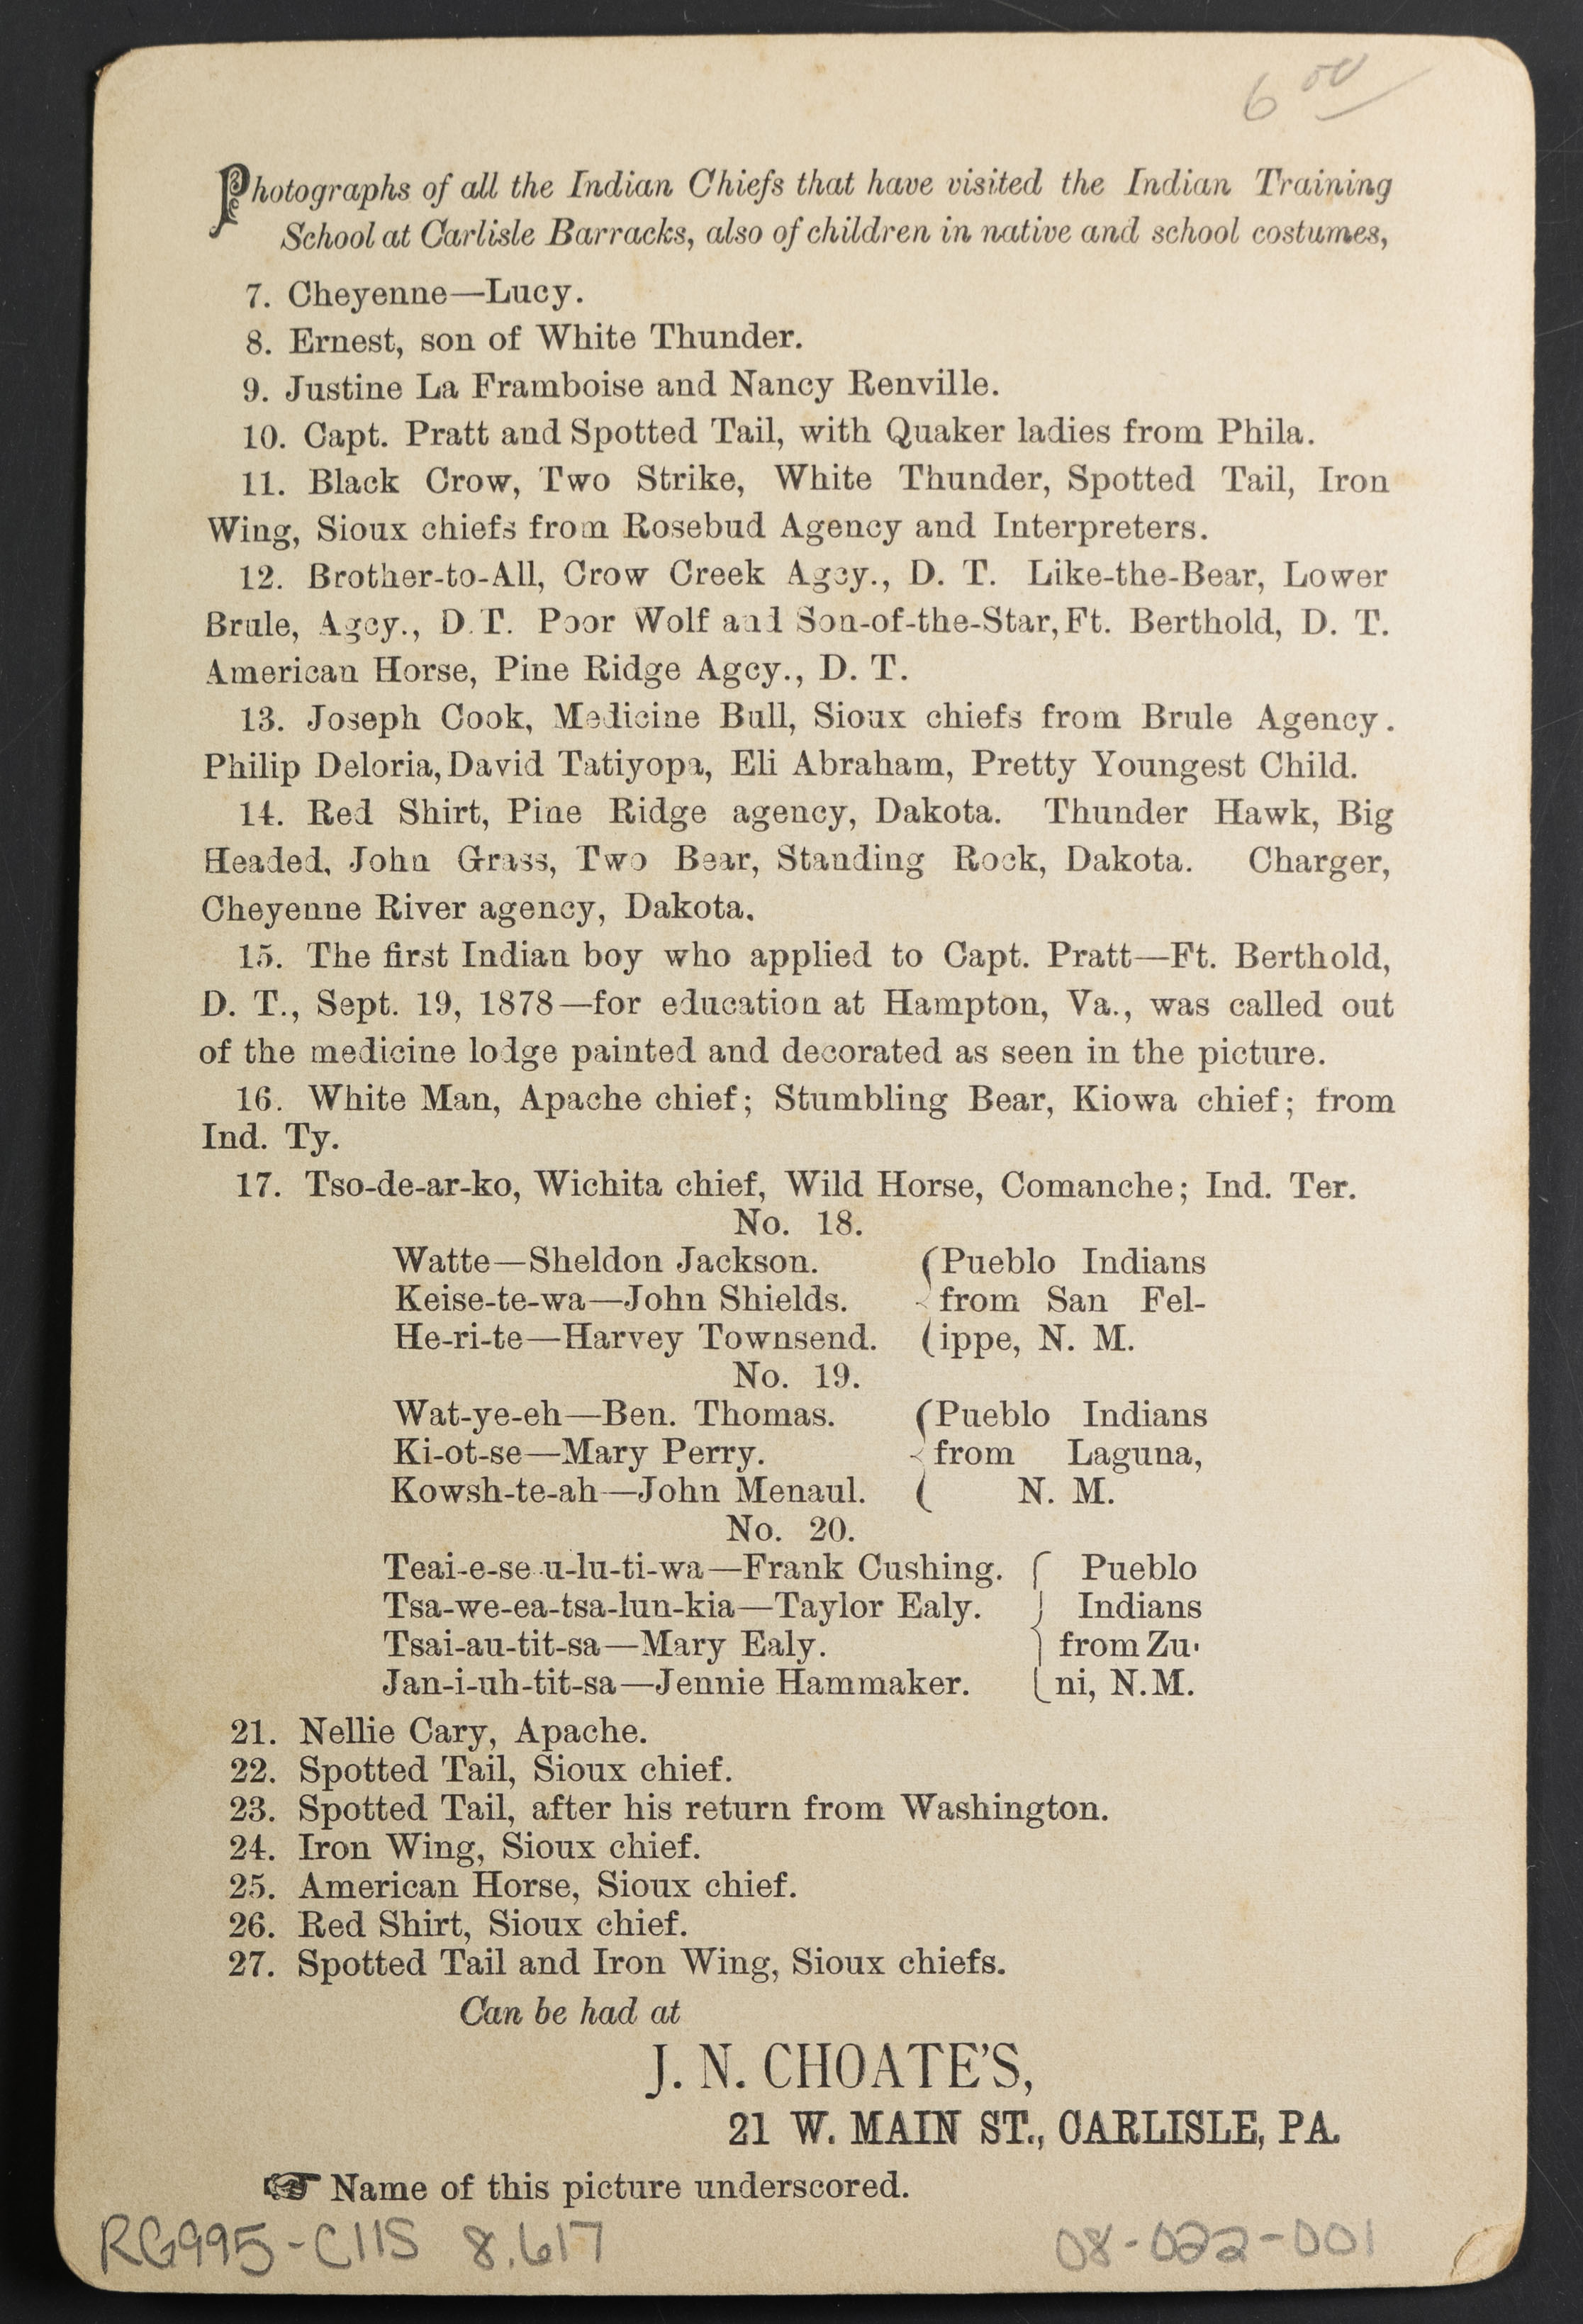 6 00
Photographs of all the Indian Chiefs that have visited the Indian Training
School at Carlisle Barracks, also of children in native and school costumes,
7. Cheyenne—Lucy.
8. Ernest, son of White Thunder.
9. Justine La Framboise and Nancy Renville.
10. Capt. Pratt and Spotted Tail, with Quaker ladies from Phila.
11. Black Crow, Two Strike, White Thunder, Spotted Tail, Iron
Wing, Sioux chiefs from Rosebud Agency and Interpreters.
12. Brother-to-All, Crow Creek Agcy., D. T. Like-the-Bear, Lower
Brule, Agcy., D. T. Poor Wolf and Son-of-the-Star, Ft. Berthold, D. T.
American Horse, Pine Ridge Agcy., D. T.
13. Joseph Cook, Medicine Bull, Sioux chiefs from Brule Agency.
Philip Deloria, David Tatiyopa, Eli Abraham, Pretty Youngest Child.
14. Red Shirt, Pine Ridge agency, Dakota. Thunder Hawk, Big
Headed, John Grass, Two Bear, Standing Rock, Dakota. Charger,
Cheyenne River agency, Dakota.
15. The first Indian boy who applied to Capt. Pratt—Ft. Berthold,
D. T., Sept. 19, 1878—for education at Hampton, Va., was called out
of the medicine lodge painted and decorated as seen in the picture.
16. White Man, Apache chief; Stumbling Bear, Kiowa chief; from
Ind. Ty.
17. Tso-de-ar-ko, Wichita chief, Wild Horse, Comanche; Ind. Ter.
No. 18.
Watte—Sheldon Jackson. (Pueblo Indians
Keise-te-wa—John Shields. from San Fel-
He-ri-te—Harvey Townsend. (ippe, N. M.
No. 19.
Wat-ye-eh—Ben. Thomas. (Pueblo Indians
Ki-ot-se—Mary Perry. from Laguna,
Kowsh-te-ah—John Menaul. ( N. M.
No. 20.
Teai-e-se-u-lu-ti-wa—Frank Cushing. Pueblo
Tsa-we-ea-tsa-lun-kia—Taylor Ealy. Indians
Tsai-au-tit-sa—Mary Ealy. from Zu-
Jan-i-uh-tit-sa—Jennie Hammaker. ni, N.M.
21. Nellie Cary, Apache.
22. Spotted Tail, Sioux chief.
23. Spotted Tail, after his return from Washington.
24. Iron Wing, Sioux chief.
25. American Horse, Sioux chief.
26. Red Shirt, Sioux chief.
27. Spotted Tail and Iron Wing, Sioux chiefs.
Can be had at
J. N. CHOATE'S,
21 W. MAIN ST., CARLISLE, PA.
☞ Name of this picture underscored.
RG995-CIIS 8.617 08-022-001